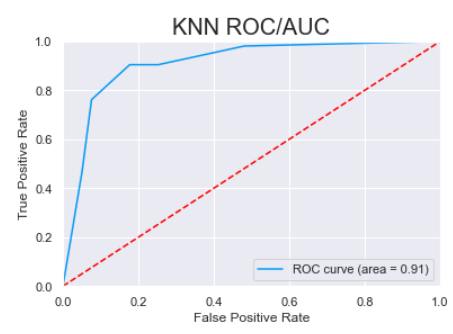 KNN ROC/AUC
True Positive Rate
1.0
0.8
0.6
0.4
0.2
0.0
ROC curve (area = 0.91)
0.0 0.2 0.4 0.6 0.8 1.0
False Positive Rate